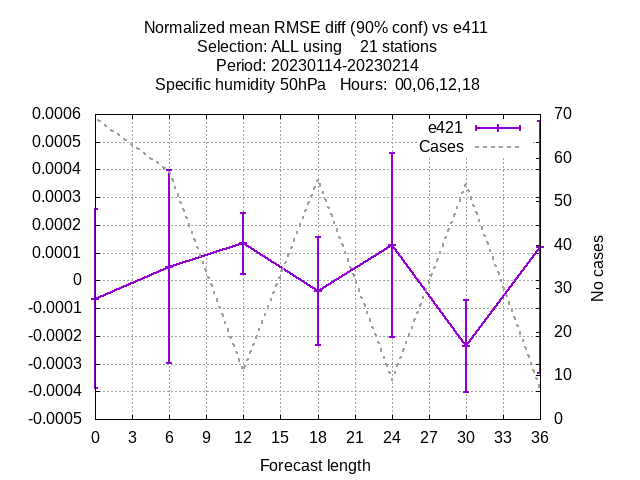 Normalized mean RMSE diff (90% conf) vs e411
Selection: ALL using    21 stations
Period: 20230114-20230214
Specific humidity 50hPa   Hours:  00,06,12,18
e421
Cases
0.0006
0.0005
0.0004
0.0003
0.0002
0.0001
0
-0.0001
-0.0002
-0.0003
-0.0004
-0.0005
70
60
50
40
30
20
10
0
No cases
0 3 6 9 12 15 18 21 24 27 30 33 36
Forecast length